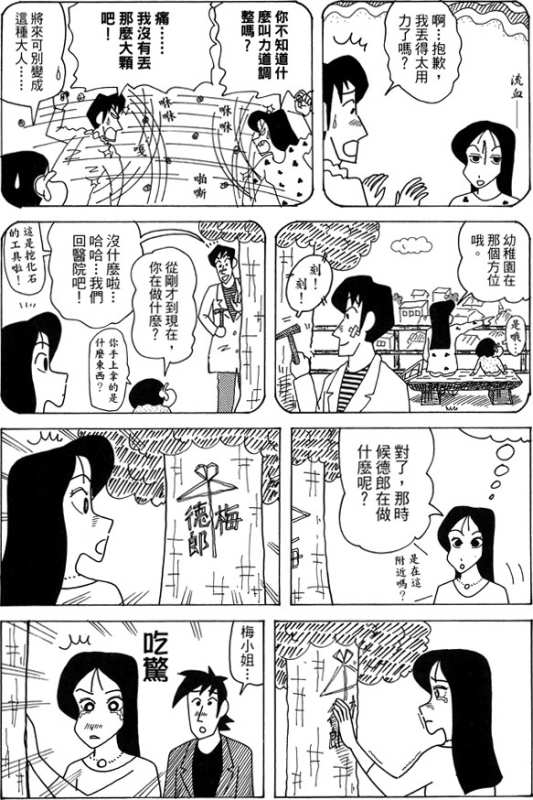 啊…抱歉，
我丟得太用
力了嗎？
流血
你不知道什
麼叫力道調
整嗎？
痛……
我沒有丟
那麼大顆
吧！
咻
咻
咻
咻
啪
嘶
將來可別變成
這種大人……
幼稚園在
那個方位
哦。
是哦…
刻！
刻！
從剛才到現在，
你在做什麼？
沒什麼啦…
哈哈…我們
回醫院吧！
你手上拿的是
什麼東西？
這是挖化石
的工具啦！
對了，那時
候德郎在做
什麼呢？
是在這
附近嗎？
梅
德郎
郎
梅小姐…
吃驚